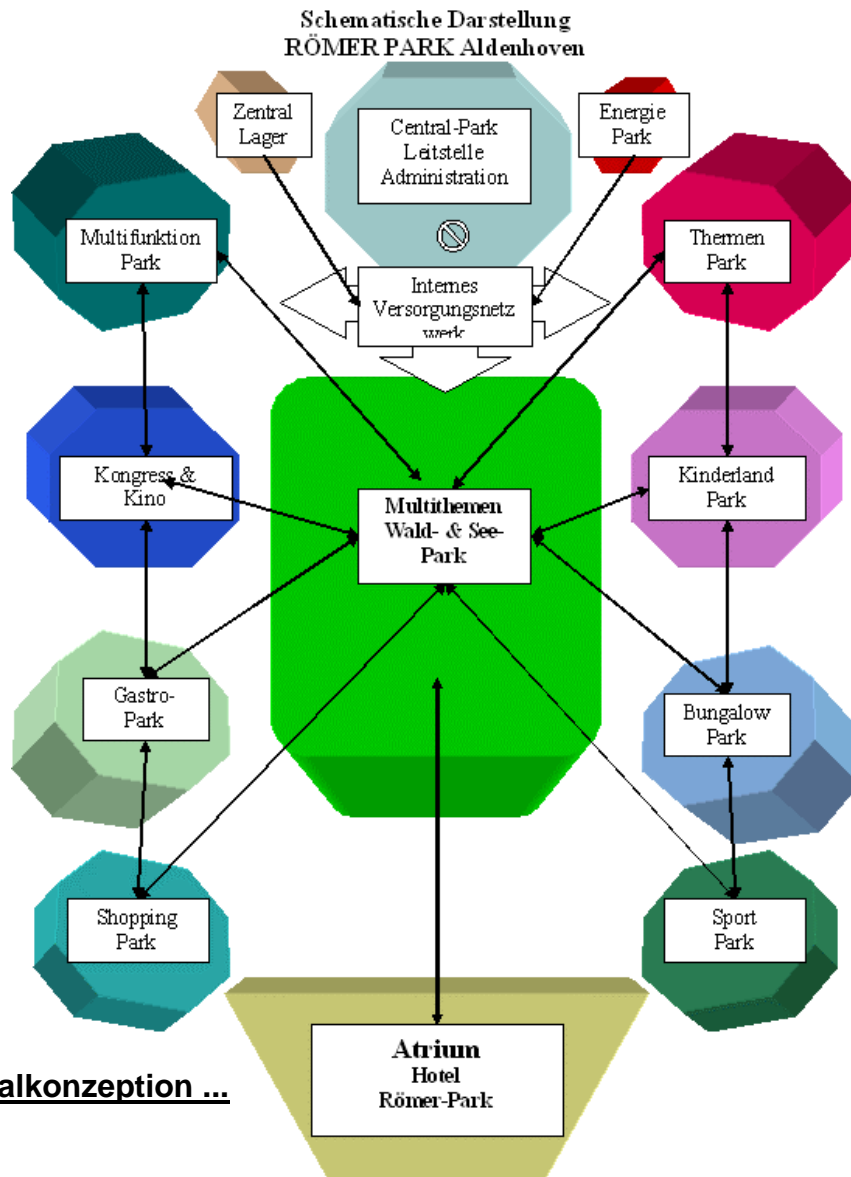 Schematische Darstellung
RÖMER PARK Aldenhoven
Zentral
Lager
Central-Park
Leitstelle
Administration
Energie
Park
Multifunktion
Park
Thermen
Park
Internes
Versorgungsnetz
werk
Kongress &
Kino
Multithemen
Wald- & See-
Park
Kinderland
Park
Gastro-
Park
Bungalow
Park
Shopping
Park
Sport
Park
Atrium
Hotel
Römer-Park
alkonzeption ...